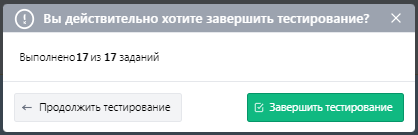 Вы действительно хотите завершить тестирование?
Выполнено17 из 17 заданий
← Продолжить тестирование
Завершить тестирование